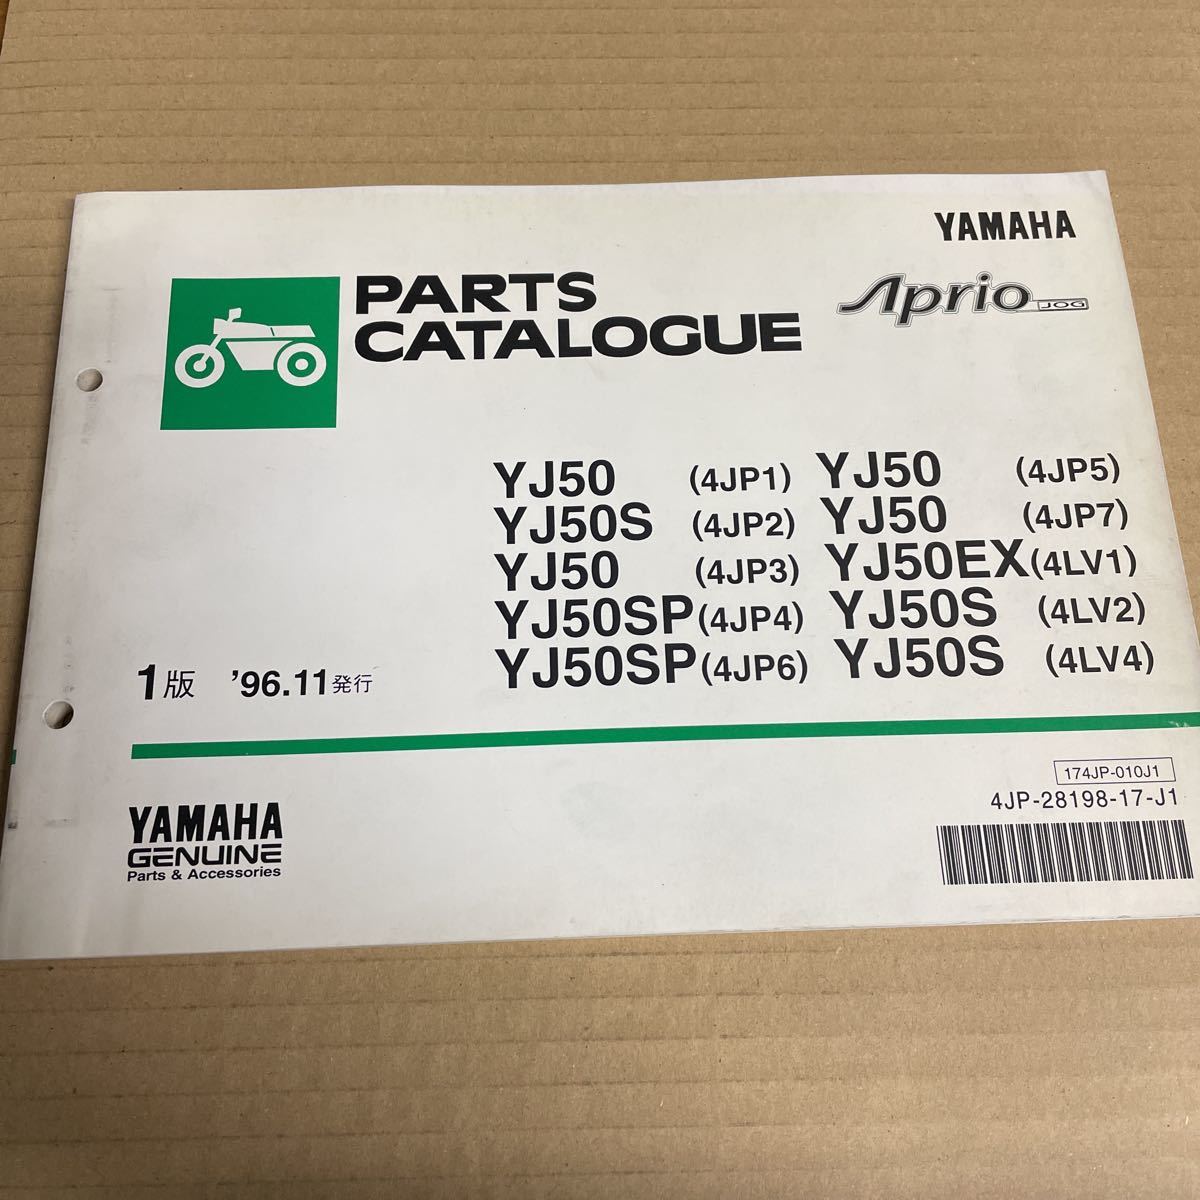 YAMAHA
Aprio JOG
PARTS
CATALOGUE
YJ50 (4JP1) YJ50 (4JP5)
YJ50S (4JP2) YJ50 (4JP7)
YJ50 (4JP3) YJ50EX (4LV1)
YJ50SP (4JP4) YJ50S (4LV2)
YJ50SP (4JP6) YJ50S (4LV4)
1版 '96.11発行
174JP-010J1
4JP-28198-17-J1
YAMAHA
GENUINE
Parts & Accessories